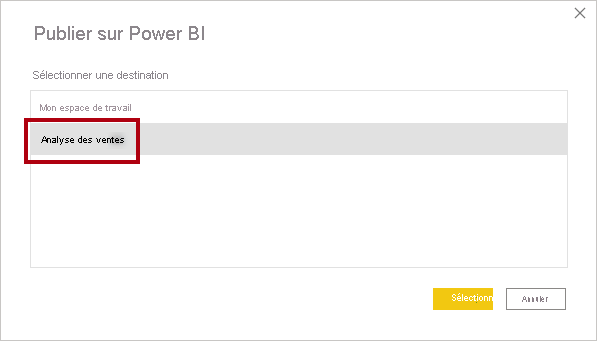 Publier sur Power BI
Sélectionner une destination
Mon espace de travail
Analyse des ventes
Sélectionn
Annuler